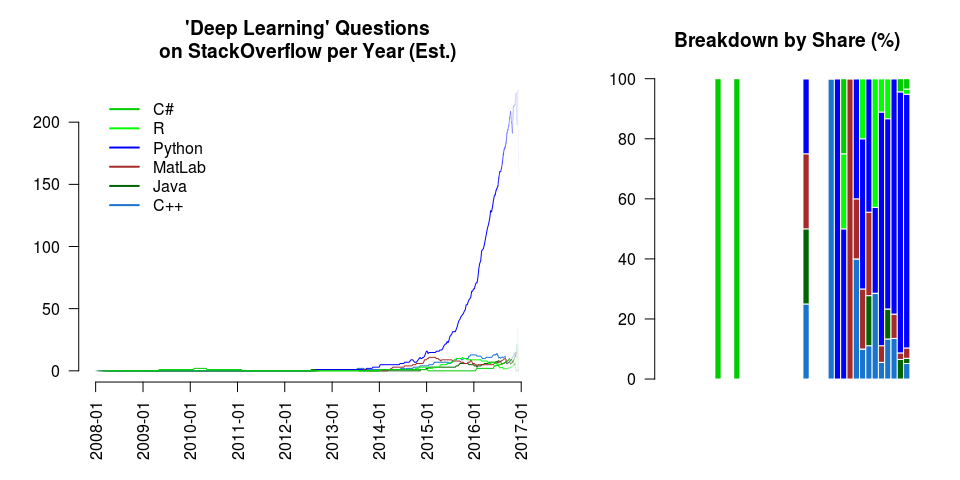 'Deep Learning' Questions
on StackOverflow per Year (Est.)
C#
R
Python
MatLab
Java
C++
200
150
100
50
0
2008-01
2009-01
2010-01
2011-01
2012-01
2013-01
2014-01
2015-01
2016-01
2017-01
Breakdown by Share (%)
100
80
60
40
20
0